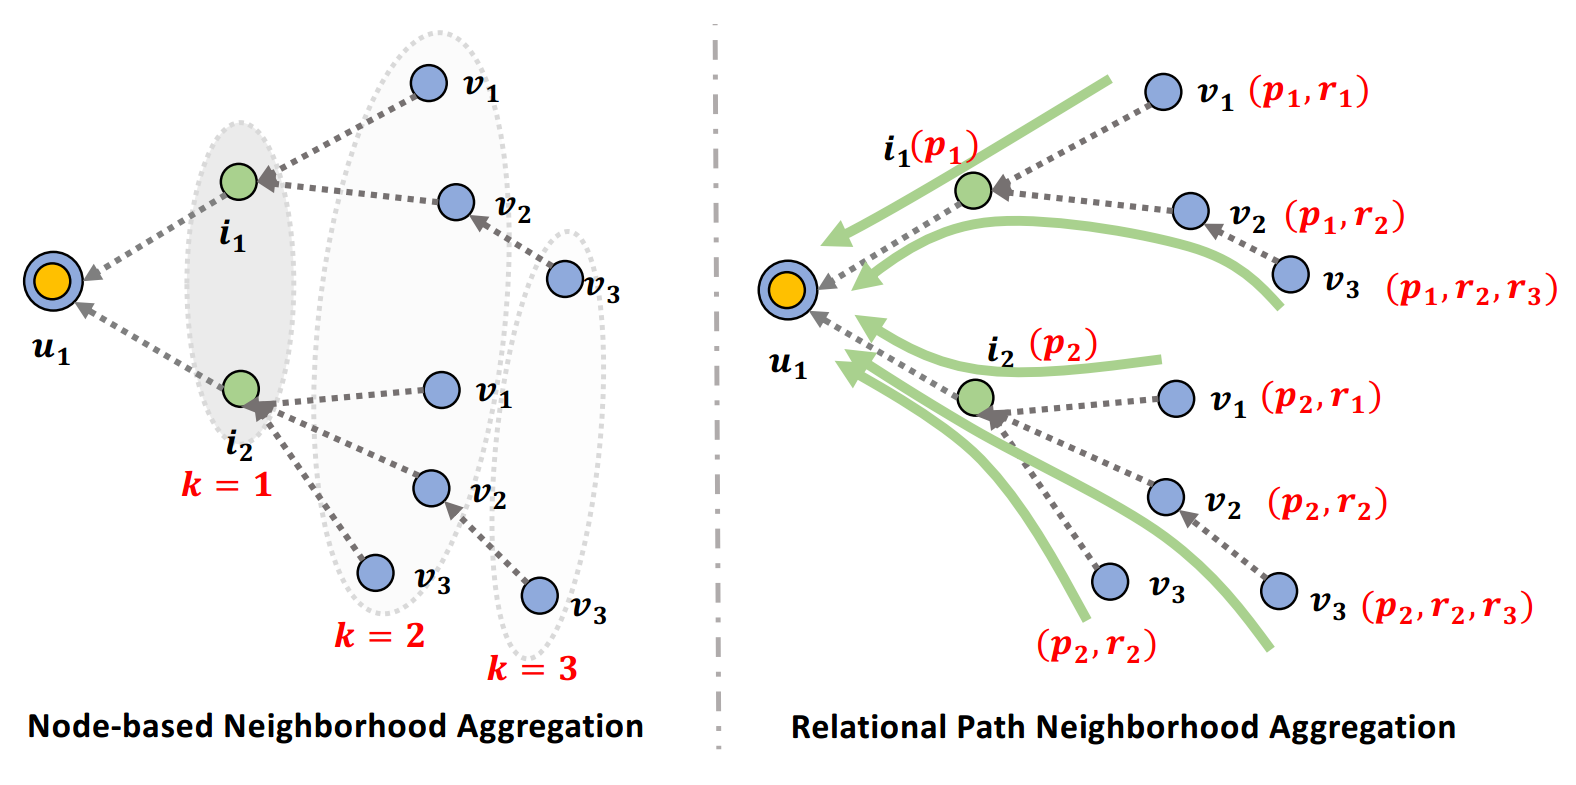 v₁
i₁
v₂
v₃
u₁
v₁
i₂
k = 1
v₂
v₃
v₃
k = 2
k = 3
Node-based Neighborhood Aggregation
v₁ (p₁, r₁)
i₁(p₁)
v₂ (p₁, r₂)
v₃ (p₁, r₂, r₃)
u₁
i₂ (p₂)
v₁ (p₂, r₁)
v₂ (p₂, r₂)
v₃
v₃ (p₂, r₂, r₃)
(p₂, r₂)
Relational Path Neighborhood Aggregation